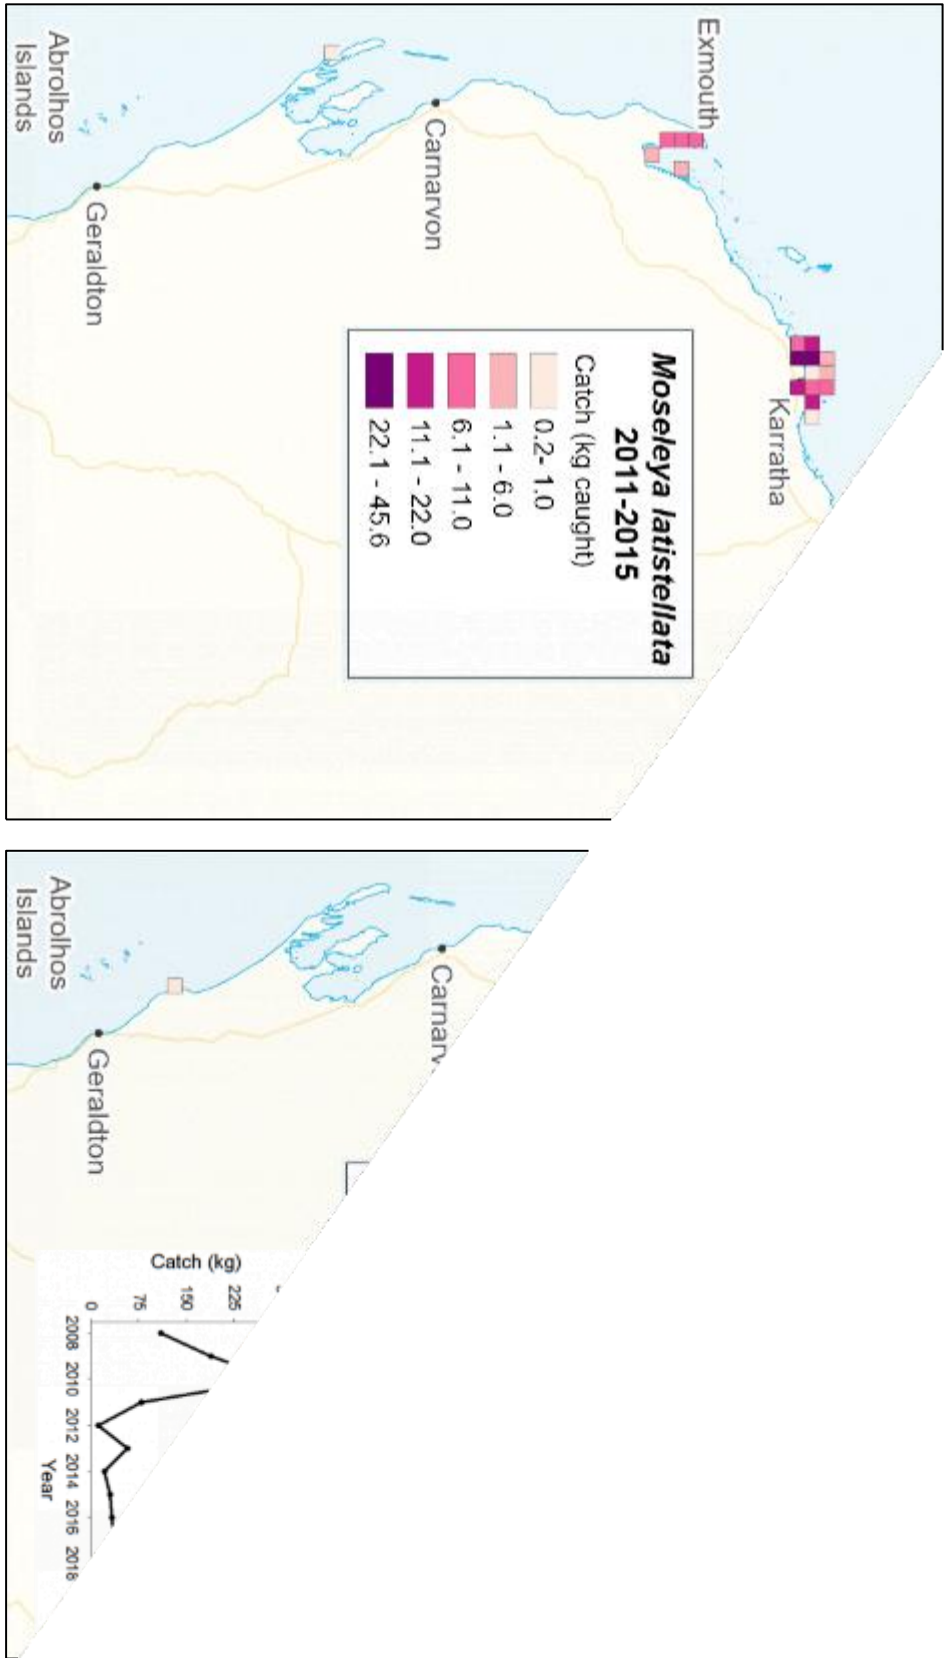 Exmouth
Karratha
Carnarvon
Geraldton
Abrolhos
Islands
Moseleya latistellata
2011-2015
Catch (kg caught)
0.2- 1.0
1.1 - 6.0
6.1 - 11.0
11.1 - 22.0
22.1 - 45.6
Carnarv
Geraldton
Abrolhos
Islands
Catch (kg)
225
150
75
0
2008 2010 2012 2014 2016 2018
Year